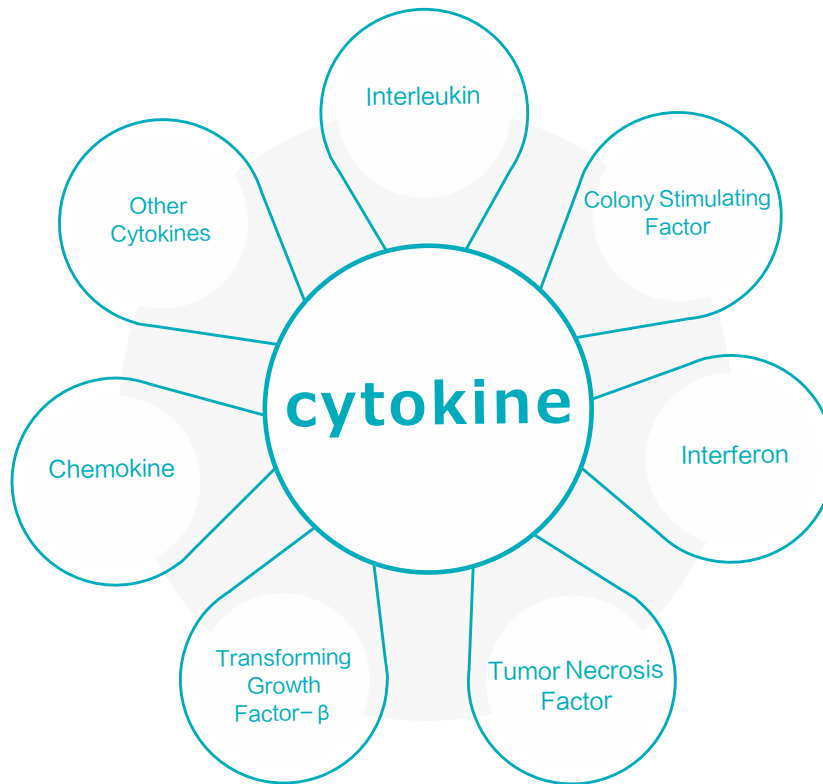 Interleukin
Colony Stimulating
Factor
Interferon
Tumor Necrosis
Factor
Transforming
Growth
Factor- β
Chemokine
Other
Cytokines
cytokine